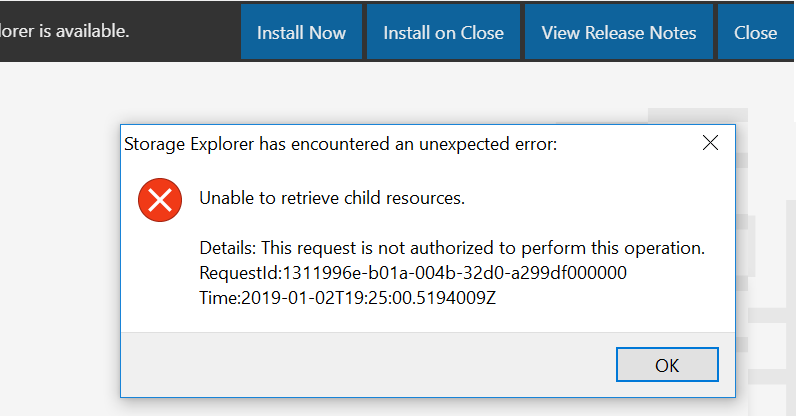 orer is available.
Install Now
Install on Close
View Release Notes
Close
Storage Explorer has encountered an unexpected error:
Unable to retrieve child resources.
Details: This request is not authorized to perform this operation.
RequestId:1311996e-b01a-004b-32d0-a299df000000
Time:2019-01-02T19:25:00.5194009Z
OK